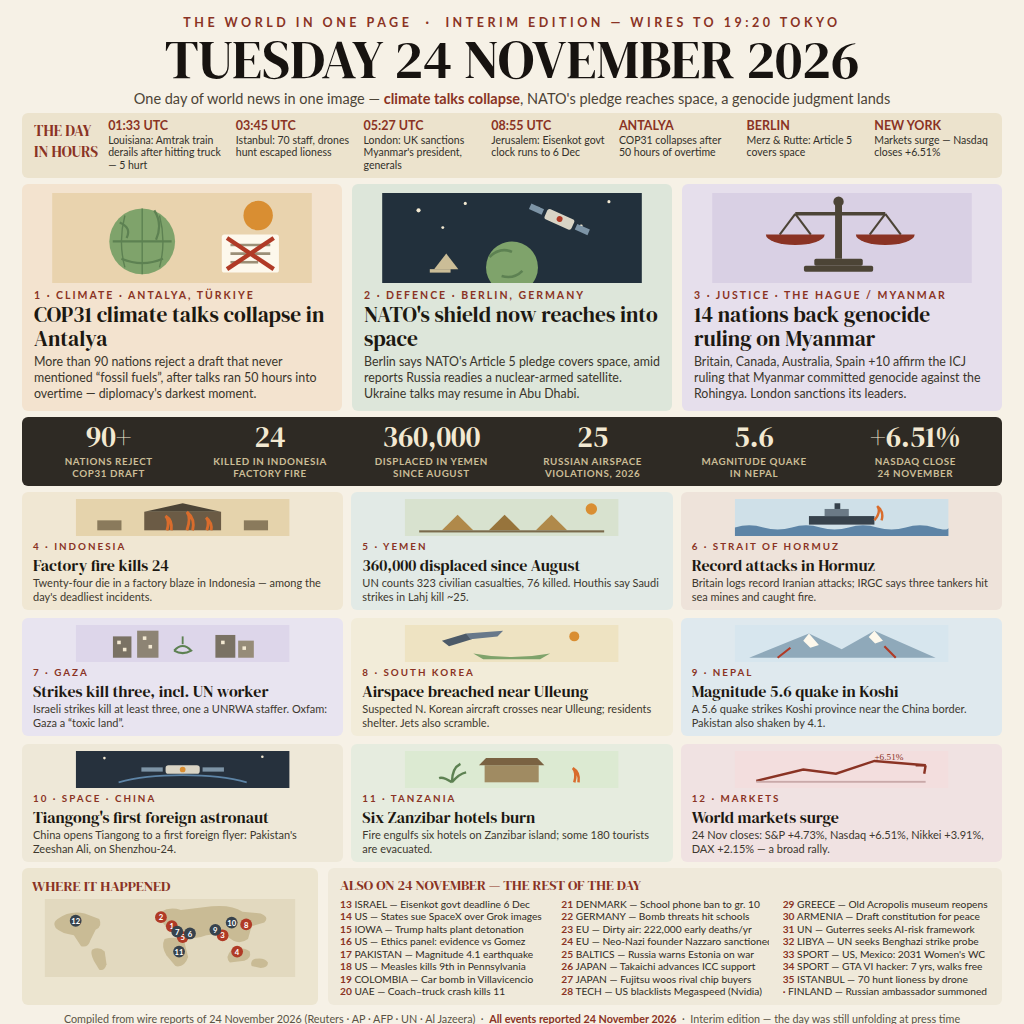 THE WORLD IN ONE PAGE · INTERIM EDITION — WIRES TO 19:20 TOKYO
TUESDAY 24 NOVEMBER 2026
One day of world news in one image — climate talks collapse, NATO's pledge reaches space, a genocide judgment lands
THE DAY
IN HOURS
01:33 UTC
Louisiana: Amtrak train
derails after hitting truck
— 5 hurt
03:45 UTC
Istanbul: 70 staff, drones
hunt escaped lioness
05:27 UTC
London: UK sanctions
Myanmar's president,
generals
08:55 UTC
Jerusalem: Eisenkot govt
clock runs to 6 Dec
ANTALYA
COP31 collapses after
50 hours of overtime
BERLIN
Merz & Rutte: Article 5
covers space
NEW YORK
Markets surge — Nasdaq
closes +6.51%
1 · CLIMATE · ANTALYA, TÜRKIYE
COP31 climate talks collapse in
Antalya
More than 90 nations reject a draft that never
mentioned “fossil fuels”, after talks ran 50 hours into
overtime — diplomacy's darkest moment.
2 · DEFENCE · BERLIN, GERMANY
NATO's shield now reaches into
space
Berlin says NATO's Article 5 pledge covers space, amid
reports Russia readies a nuclear-armed satellite.
Ukraine talks may resume in Abu Dhabi.
3 · JUSTICE · THE HAGUE / MYANMAR
14 nations back genocide
ruling on Myanmar
Britain, Canada, Australia, Spain +10 affirm the ICJ
ruling that Myanmar committed genocide against the
Rohingya. London sanctions its leaders.
90+
NATIONS REJECT
COP31 DRAFT
24
KILLED IN INDONESIA
FACTORY FIRE
360,000
DISPLACED IN YEMEN
SINCE AUGUST
25
RUSSIAN AIRSPACE
VIOLATIONS, 2026
5.6
MAGNITUDE QUAKE
IN NEPAL
+6.51%
NASDAQ CLOSE
24 NOVEMBER
4 · INDONESIA
Factory fire kills 24
Twenty-four die in a factory blaze in Indonesia — among the
day's deadliest incidents.
5 · YEMEN
360,000 displaced since August
UN counts 323 civilian casualties, 76 killed. Houthis say Saudi
strikes in Lahj kill ~25.
6 · STRAIT OF HORMUZ
Record attacks in Hormuz
Britain logs record Iranian attacks; IRGC says three tankers hit
sea mines and caught fire.
7 · GAZA
Strikes kill three, incl. UN worker
Israeli strikes kill at least three, one a UNRWA staffer. Oxfam:
Gaza a “toxic land”.
8 · SOUTH KOREA
Airspace breached near Ulleung
Suspected N. Korean aircraft crosses near Ulleung; residents
shelter. Jets also scramble.
9 · NEPAL
Magnitude 5.6 quake in Koshi
A 5.6 quake strikes Koshi province near the China border.
Pakistan also shaken by 4.1.
10 · SPACE · CHINA
Tiangong's first foreign astronaut
China opens Tiangong to a first foreign flyer: Pakistan's
Zeeshan Ali, on Shenzhou-24.
11 · TANZANIA
Six Zanzibar hotels burn
Fire engulfs six hotels on Zanzibar island; some 180 tourists
are evacuated.
+6.51%
12 · MARKETS
World markets surge
24 Nov closes: S&P +4.73%, Nasdaq +6.51%, Nikkei +3.91%,
DAX +2.15% — a broad rally.
WHERE IT HAPPENED
12
2
1
7
5
6
9
3
10
8
11
4
ALSO ON 24 NOVEMBER — THE REST OF THE DAY
13 ISRAEL — Eisenkot govt deadline 6 Dec
14 US — States sue SpaceX over Grok images
15 IOWA — Trump halts plant detonation
16 US — Ethics panel: evidence vs Gomez
17 PAKISTAN — Magnitude 4.1 earthquake
18 US — Measles kills 9th in Pennsylvania
19 COLOMBIA — Car bomb in Villavicencio
20 UAE — Coach–truck crash kills 11
21 DENMARK — School phone ban to gr. 10
22 GERMANY — Bomb threats hit schools
23 EU — Dirty air: 222,000 early deaths/yr
24 EU — Neo-Nazi founder Nazzaro sanctioned
25 BALTICS — Russia warns Estonia on war
26 JAPAN — Takaichi advances ICC support
27 JAPAN — Fujitsu woos rival chip buyers
28 TECH — US blacklists Megaspeed (Nvidia)
29 GREECE — Old Acropolis museum reopens
30 ARMENIA — Draft constitution for peace
31 UN — Guterres seeks AI-risk framework
32 LIBYA — UN seeks Benghazi strike probe
33 SPORT — US, Mexico: 2031 Women's WC
34 SPORT — GTA VI hacker: 7 yrs, walks free
35 ISTANBUL — 70 hunt lioness by drone
· FINLAND — Russian ambassador summoned
Compiled from wire reports of 24 November 2026 (Reuters · AP · AFP · UN · Al Jazeera) · All events reported 24 November 2026 · Interim edition — the day was still unfolding at press time